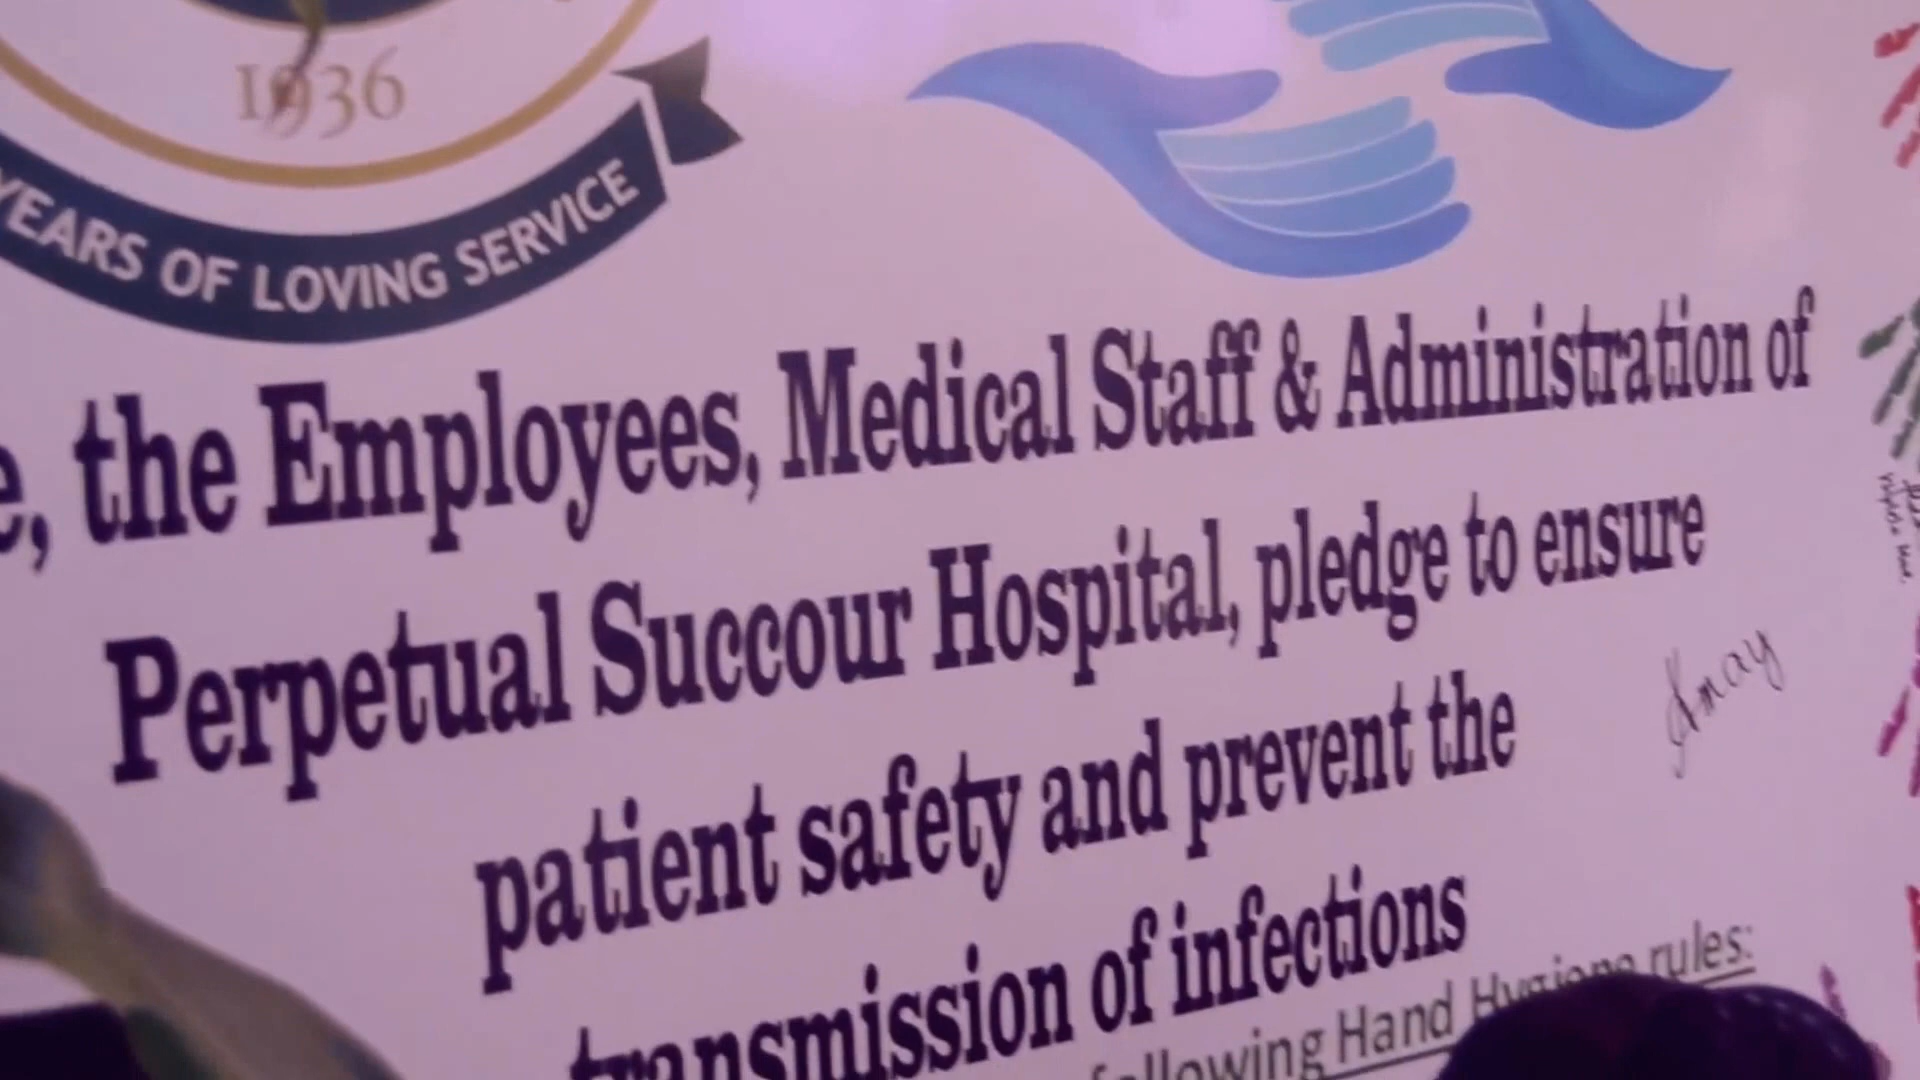 1936
YEARS OF LOVING SERVICE
e, the Employees, Medical Staff & Administration of
Perpetual Succour Hospital, pledge to ensure
patient safety and prevent the
transmission of infections
following Hand Hygiene rules: